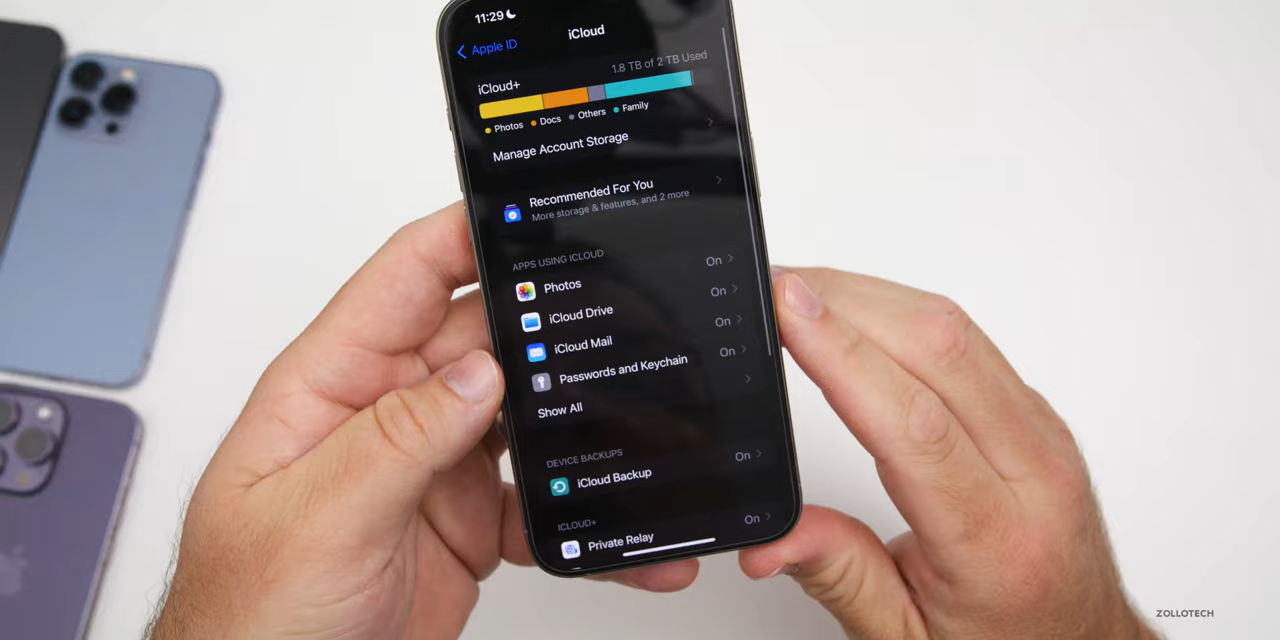 11:29
Apple ID
iCloud
iCloud+
1.8 TB of 2 TB Used
Photos Docs Others Family
Manage Account Storage
Recommended For You
More storage & features, and 2 more
APPS USING ICLOUD
Photos On
iCloud Drive On
iCloud Mail On
Passwords and Keychain On
Show All
DEVICE BACKUPS
iCloud Backup On
ICLOUD+
Private Relay On
ZOLLOTECH